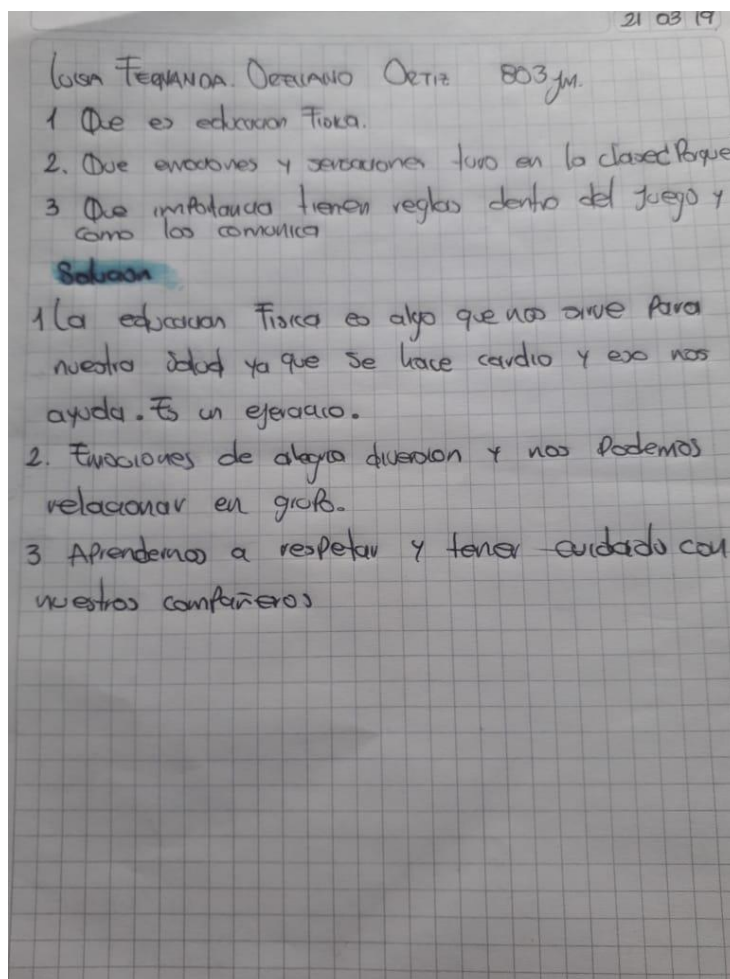 21 03 19
Luisa Fernanda. Orellano Ortiz 803 jm.
1 Que es educacion Fisica.
2. Que emociones y sensaciones tuvo en la clase Porque
3 Que importancia tienen reglas dentro del Juego y
como las comunica
Solucion
1 La educacion Fisica es algo que nos sirve Para
nuestra salud ya que se hace cardio y eso nos
ayuda. Es un ejercicio.
2. Emociones de alegria diversion y nos Podemos
relacionar en grupo.
3 Aprendemos a respetar y tener cuidado con
nuestros compañeros